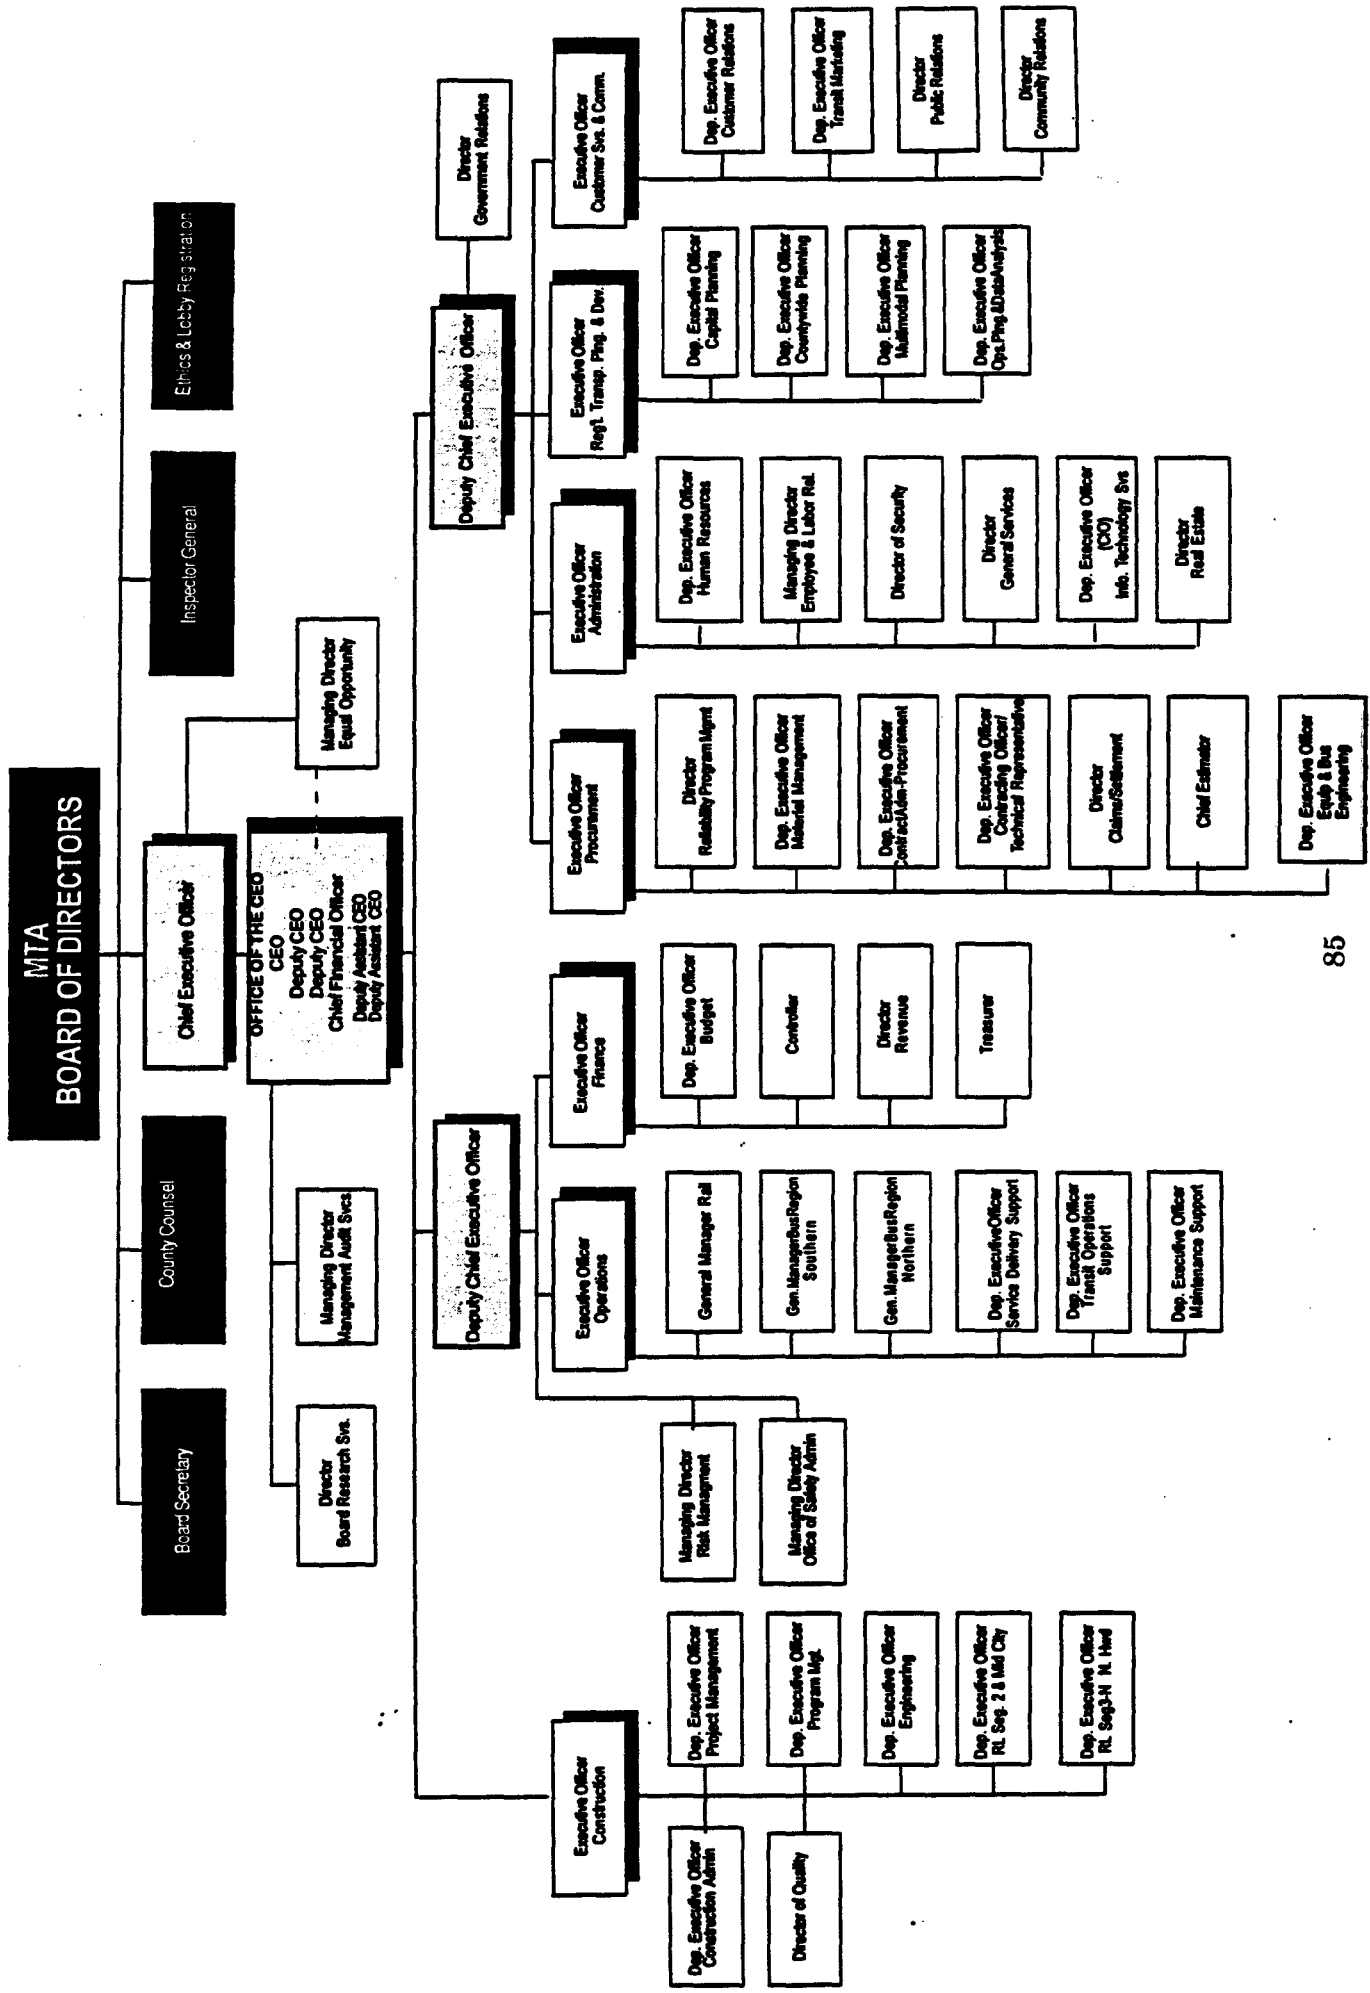 MTA
BOARD OF DIRECTORS
Board Secretary
County Counsel
Chief Executive Officer
Inspector General
Ethics & Lobby Registration
OFFICE OF THE CEO
CEO
Deputy CEO
Deputy CEO
Chief Financial Officer
Deputy Assistant CEO
Deputy Assistant CEO
Director
Board Research Svs.
Managing Director
Management Audit Svcs
Managing Director
Equal Opportunity
Deputy Chief Executive Officer
Deputy Chief Executive Officer
Director
Government Relations
Executive Officer
Construction
Executive Officer
Operations
Executive Officer
Finance
Executive Officer
Procurement
Executive Officer
Administration
Executive Officer
Reg'l. Transp. Plng. & Dev.
Executive Officer
Customer Svs. & Comm.
Dep. Executive Officer
Construction Admin
Director of Quality
Dep. Executive Officer
Project Management
Dep. Executive Officer
Program Mgt.
Dep. Executive Officer
Engineering
Dep. Executive Officer
RL Seg. 2 & Mid City
Dep. Executive Officer
RL Seg3-N N. Hwd
Managing Director
Risk Managment
Managing Director
Office of Safety Admin
General Manager Rail
Gen.ManagerBusRegion
Southern
Gen.ManagerBusRegion
Northern
Dep. ExecutiveOfficer
Service Delivery Support
Dep. Executive Officer
Transit Operations
Support
Dep. Executive Officer
Maintenance Support
Dep. Executive Officer
Budget
Controller
Director
Revenue
Treasurer
Director
Reliability Program Mgmt
Dep. Executive Officer
Material Management
Dep. Executive Officer
Contract/Adm-Procurement
Dep. Executive Officer
Contracting Officer/
Technical Representative
Director
Claims/Settlement
Chief Estimator
Dep. Executive Officer
Equip & Bus
Engineering
Dep. Executive Officer
Human Resources
Managing Director
Employee & Labor Rel.
Director of Security
Director
General Services
Dep. Executive Officer
(CIO)
Info. Technology Svs
Director
Real Estate
Dep. Executive Officer
Capital Planning
Dep. Executive Officer
Countywide Planning
Dep. Executive Officer
Multimodal Planning
Dep. Executive Officer
Ops.Plng.&DataAnalysis
Dep. Executive Officer
Customer Relations
Dep. Executive Officer
Transit Marketing
Director
Public Relations
Director
Community Relations
85